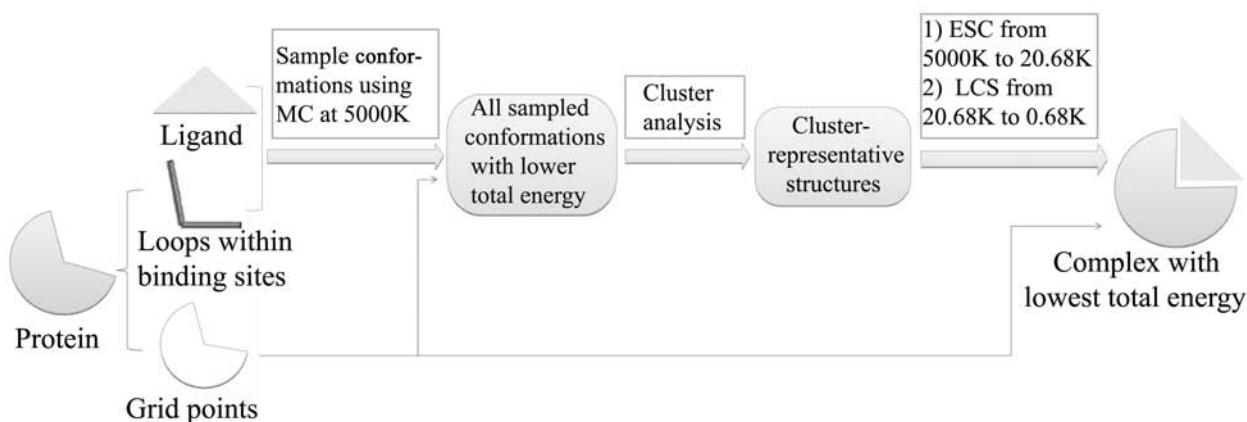 Sample confor-
mations using
MC at 5000K
1) ESC from
5000K to 20.68K
2) LCS from
20.68K to 0.68K
Cluster
analysis
Ligand
All sampled
conformations
with lower
total energy
Cluster-
representative
structures
Loops within
binding sites
Complex with
lowest total energy
Protein
Grid points